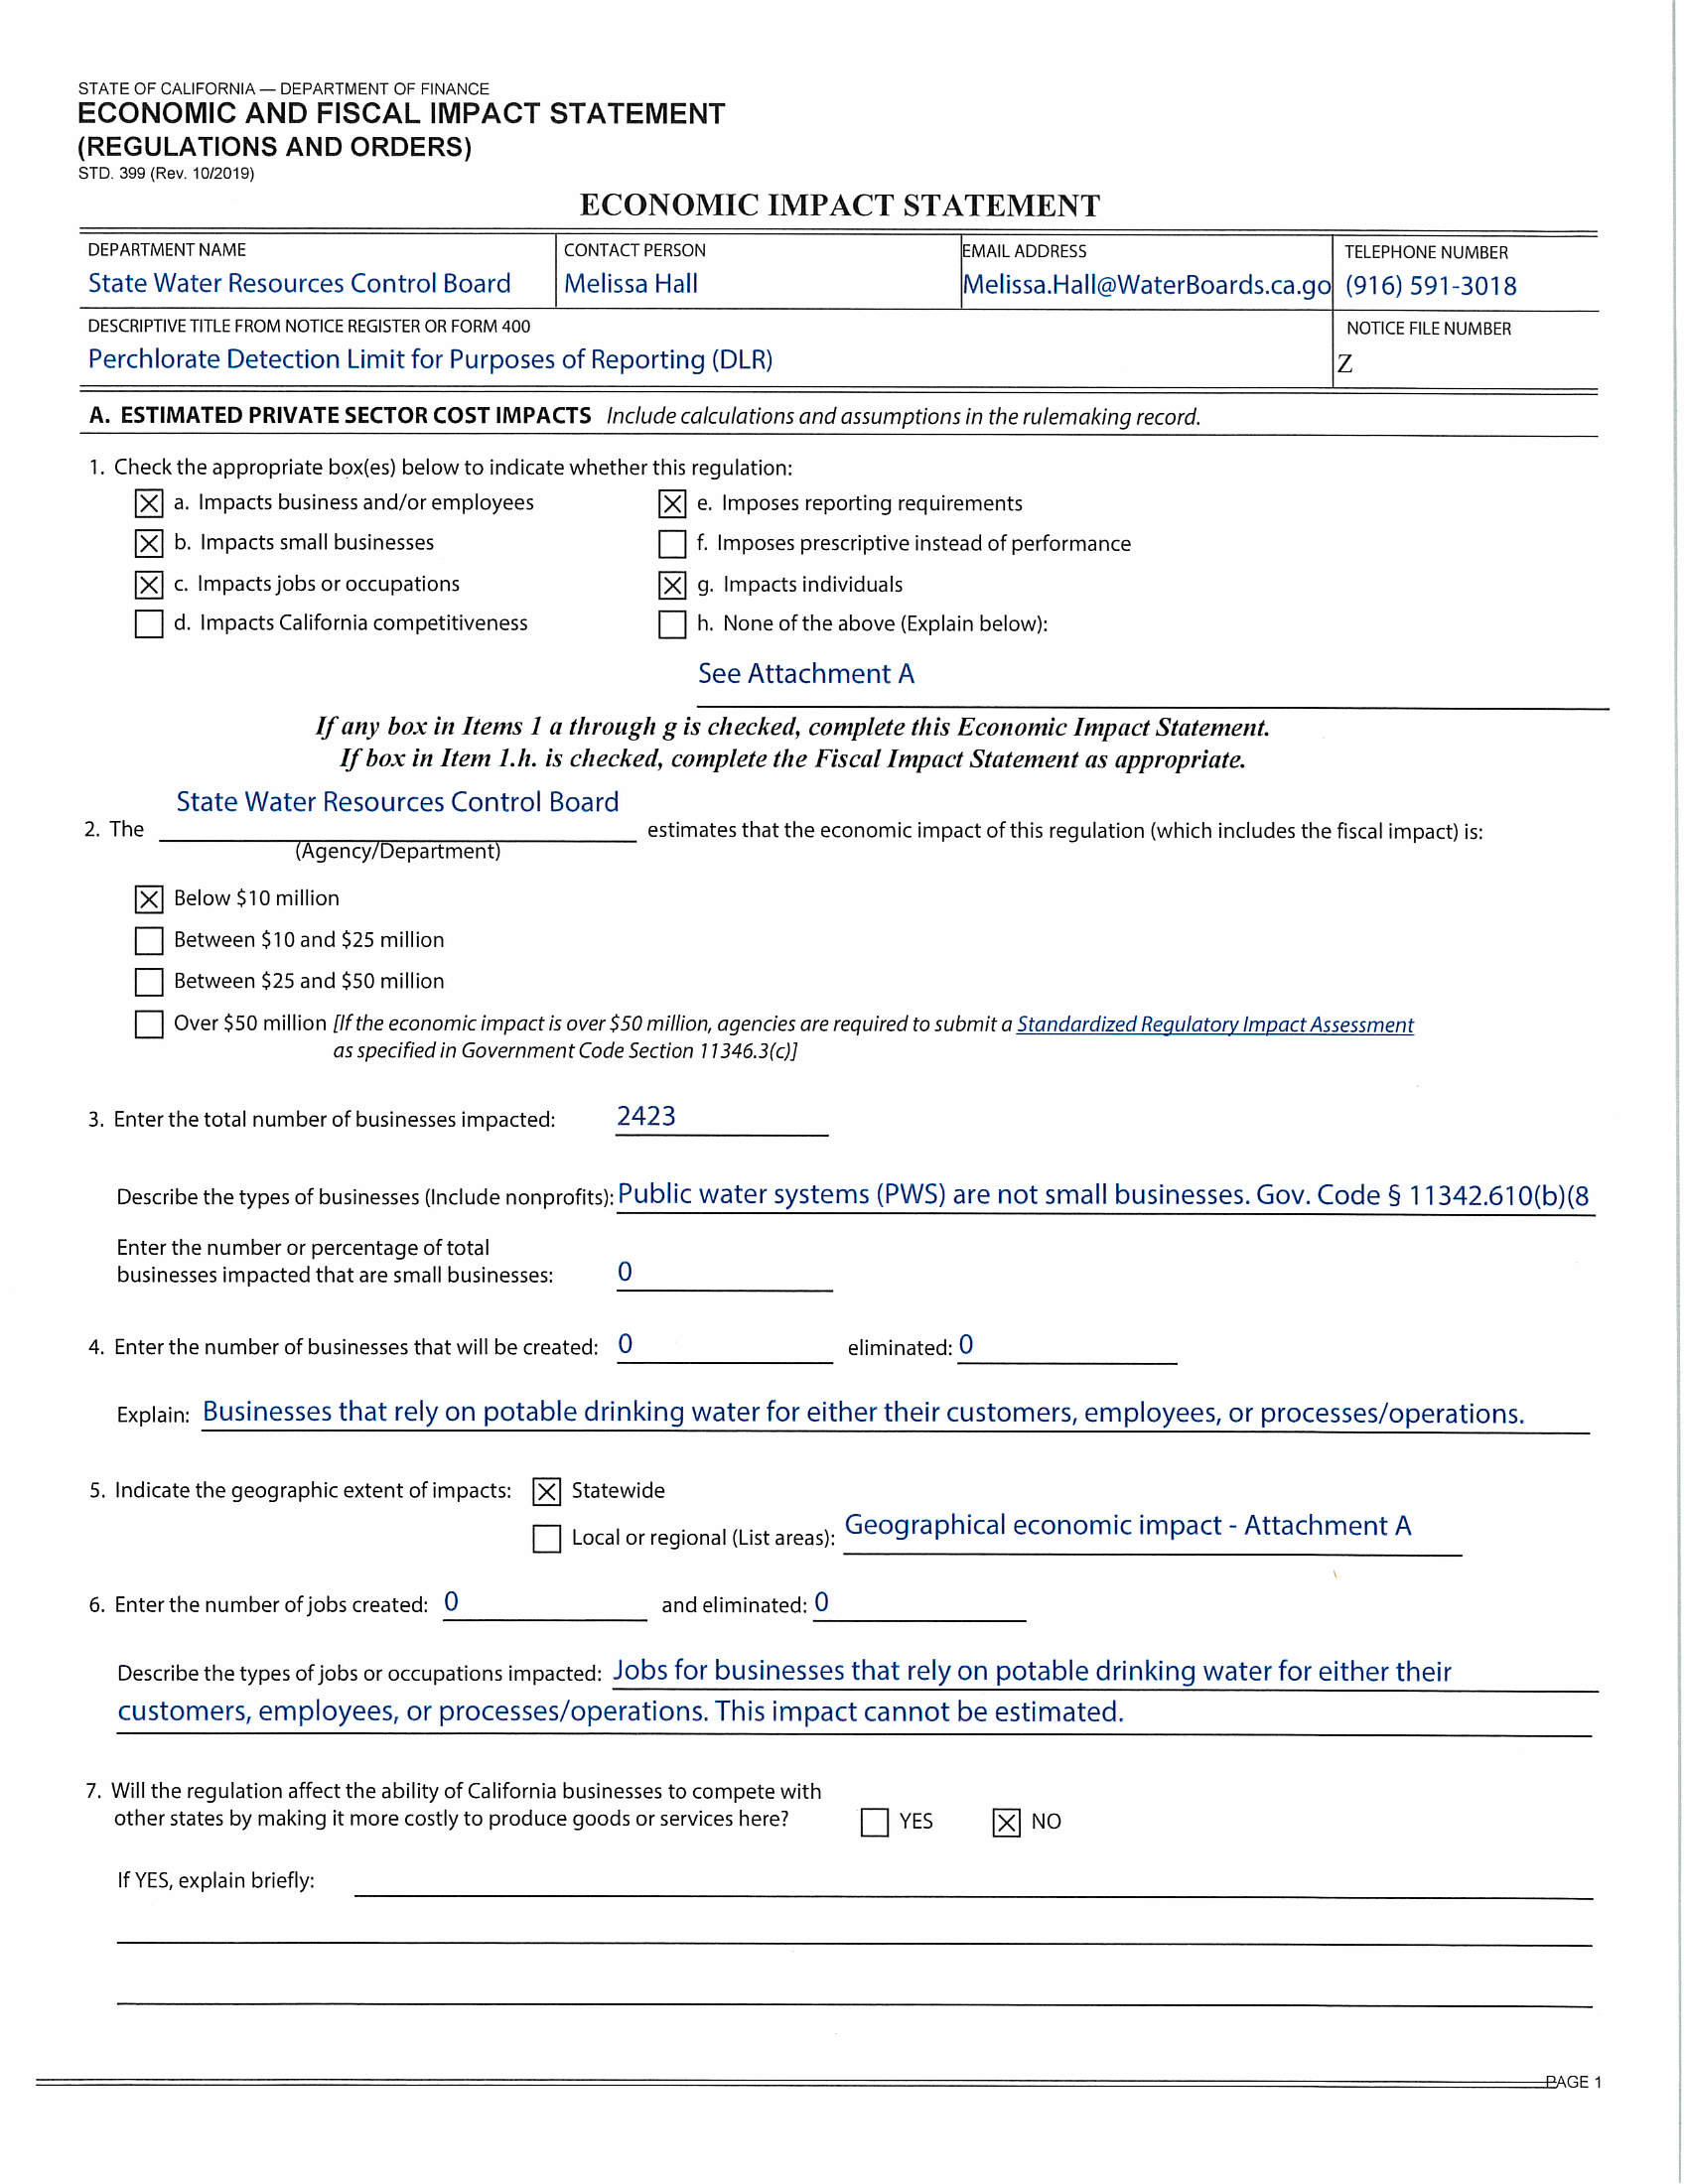 STATE OF CALIFORNIA — DEPARTMENT OF FINANCE
ECONOMIC AND FISCAL IMPACT STATEMENT
(REGULATIONS AND ORDERS)
STD. 399 (Rev. 10/2019)
ECONOMIC IMPACT STATEMENT
DEPARTMENT NAME CONTACT PERSON EMAIL ADDRESS TELEPHONE NUMBER
State Water Resources Control Board Melissa Hall Melissa.Hall@WaterBoards.ca.go (916) 591-3018
DESCRIPTIVE TITLE FROM NOTICE REGISTER OR FORM 400 NOTICE FILE NUMBER
Perchlorate Detection Limit for Purposes of Reporting (DLR) Z
A. ESTIMATED PRIVATE SECTOR COST IMPACTS Include calculations and assumptions in the rulemaking record.
1. Check the appropriate box(es) below to indicate whether this regulation:
a. Impacts business and/or employees e. Imposes reporting requirements
b. Impacts small businesses f. Imposes prescriptive instead of performance
c. Impacts jobs or occupations g. Impacts individuals
d. Impacts California competitiveness h. None of the above (Explain below):
See Attachment A
If any box in Items 1 a through g is checked, complete this Economic Impact Statement.
If box in Item 1.h. is checked, complete the Fiscal Impact Statement as appropriate.
State Water Resources Control Board
2. The estimates that the economic impact of this regulation (which includes the fiscal impact) is:
(Agency/Department)
Below $10 million
Between $10 and $25 million
Between $25 and $50 million
Over $50 million [If the economic impact is over $50 million, agencies are required to submit a Standardized Regulatory Impact Assessment
as specified in Government Code Section 11346.3(c)]
3. Enter the total number of businesses impacted: 2423
Describe the types of businesses (Include nonprofits): Public water systems (PWS) are not small businesses. Gov. Code § 11342.610(b)(8
Enter the number or percentage of total
businesses impacted that are small businesses: 0
4. Enter the number of businesses that will be created: 0 eliminated: 0
Explain: Businesses that rely on potable drinking water for either their customers, employees, or processes/operations.
5. Indicate the geographic extent of impacts: Statewide
Local or regional (List areas): Geographical economic impact - Attachment A
6. Enter the number of jobs created: 0 and eliminated: 0
Describe the types of jobs or occupations impacted: Jobs for businesses that rely on potable drinking water for either their
customers, employees, or processes/operations. This impact cannot be estimated.
7. Will the regulation affect the ability of California businesses to compete with
other states by making it more costly to produce goods or services here? YES NO
If YES, explain briefly:
PAGE 1